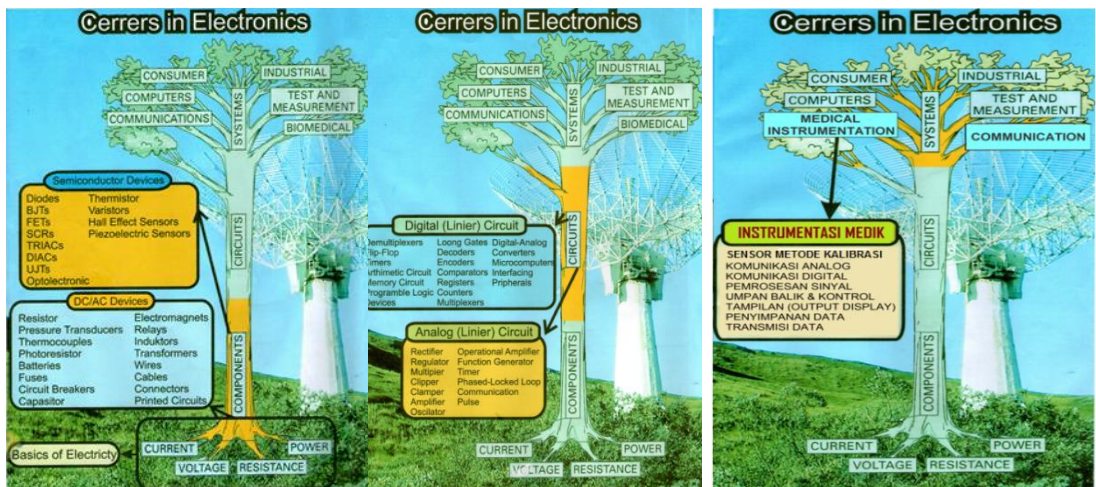 Cerrers in Electronics
CONSUMER
INDUSTRIAL
COMPUTERS
TEST AND
MEASUREMENT
COMMUNICATIONS
BIOMEDICAL
SYSTEMS
Semiconductor Devices
Diodes Thermistor
BJTs Varistors
FETs Hall Effect Sensors
SCRs Piezoelectric Sensors
TRIACs
DIACs
UJTs
Optolectronic
CIRCUITS
DC/AC Devices
Resistor Electromagnets
Pressure Transducers Relays
Thermocouples Induktors
Photoresistor Transformers
Batteries Wires
Fuses Cables
Circuit Breakers Connectors
Capasitor Printed Circuits
COMPONENTS
Basics of Electricty
CURRENT
POWER
VOLTAGE
RESISTANCE
Cerrers in Electronics
CONSUMER
INDUSTRIAL
COMPUTERS
TEST AND
MEASUREMENT
COMMUNICATIONS
BIOMEDICAL
SYSTEMS
Digital (Linier) Circuit
Demultiplexers Loong Gates Digital-Analog
Flip-Flop Decoders Converters
Timers Encoders Microcomputers
Arthimetic Circuit Comparators Interfacing
Memory Circuit Registers Pripherals
Programble Logic Counters
Devices Multiplexers
CIRCUITS
Analog (Linier) Circuit
Rectifier Operational Amplifier
Regulator Function Generator
Multipier Timer
Clipper Phased-Locked Loop
Clamper Communication
Amplifier Pulse
Oscilator
COMPONENTS
CURRENT
POWER
VOLTAGE
RESISTANCE
Cerrers in Electronics
CONSUMER
INDUSTRIAL
COMPUTERS
TEST AND
MEASUREMENT
MEDICAL
INSTRUMENTATION
COMMUNICATION
SYSTEMS
INSTRUMENTASI MEDIK
SENSOR METODE KALIBRASI
KOMUNIKASI ANALOG
KOMUNIKASI DIGITAL
PEMROSESAN SINYAL
UMPAN BALIK & KONTROL
TAMPILAN (OUTPUT DISPLAY)
PENYIMPANAN DATA
TRANSMISI DATA
CIRCUITS
COMPONENTS
CURRENT
POWER
VOLTAGE
RESISTANCE